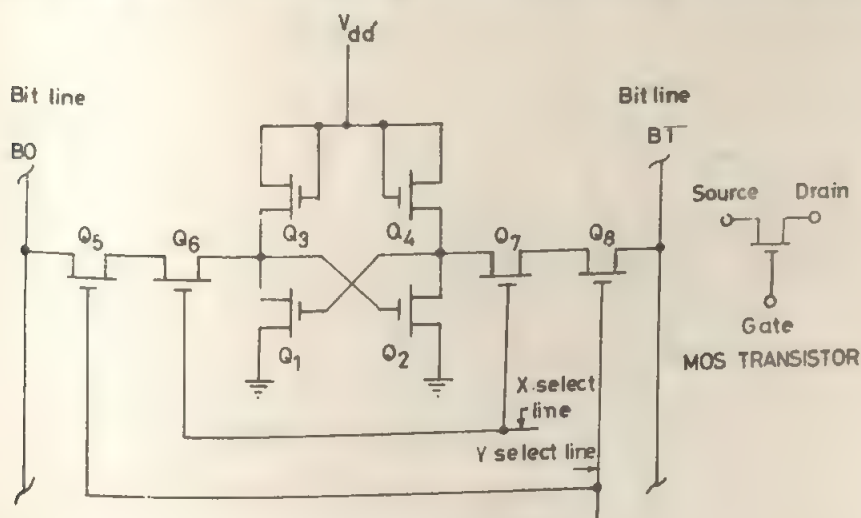 Vdd
Bit line
BO
Bit line
B1
Source
Drain
Q5
Q6
Q3
Q4
Q7
Q8
Gate
Q1
Q2
MOS TRANSISTOR
X select
line
Y select line